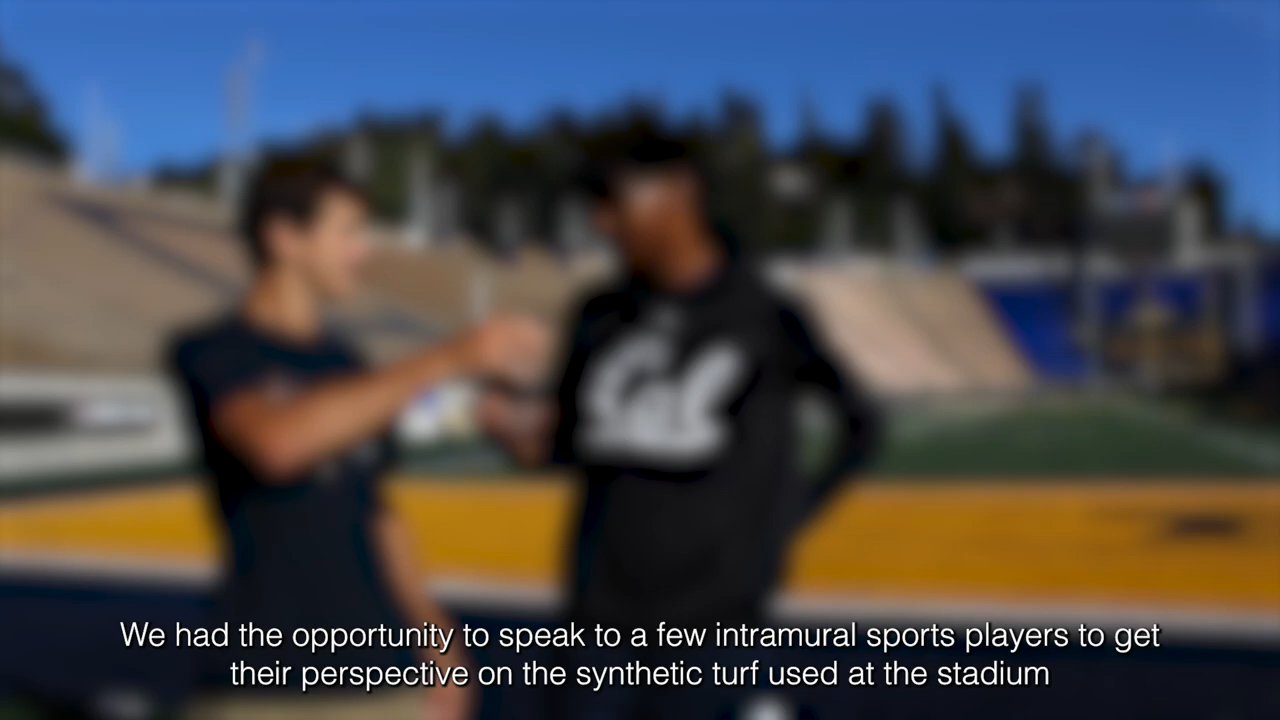 Cal
We had the opportunity to speak to a few intramural sports players to get
their perspective on the synthetic turf used at the stadium